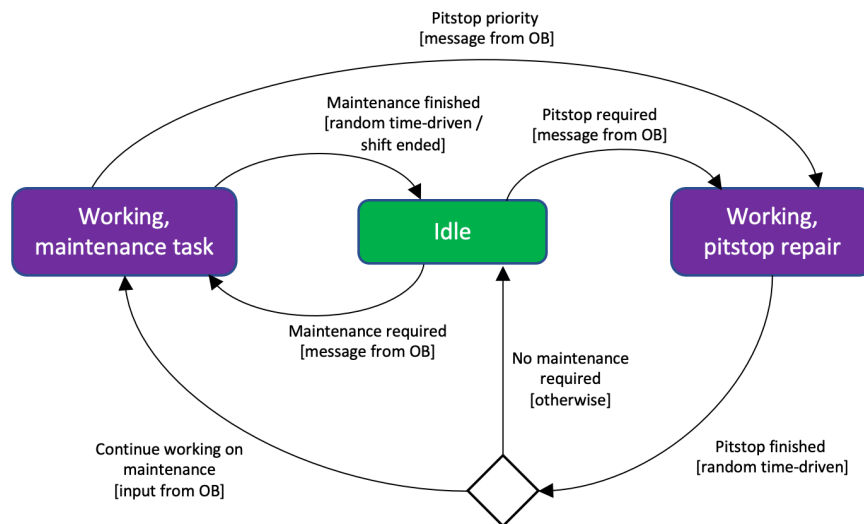 Pitstop priority
[message from OB]
Maintenance finished
[random time-driven /
shift ended]
Pitstop required
[message from OB]
Working,
maintenance task
Idle
Working,
pitstop repair
Maintenance required
[message from OB]
No maintenance
required
[otherwise]
Continue working on
maintenance
[input from OB]
Pitstop finished
[random time-driven]